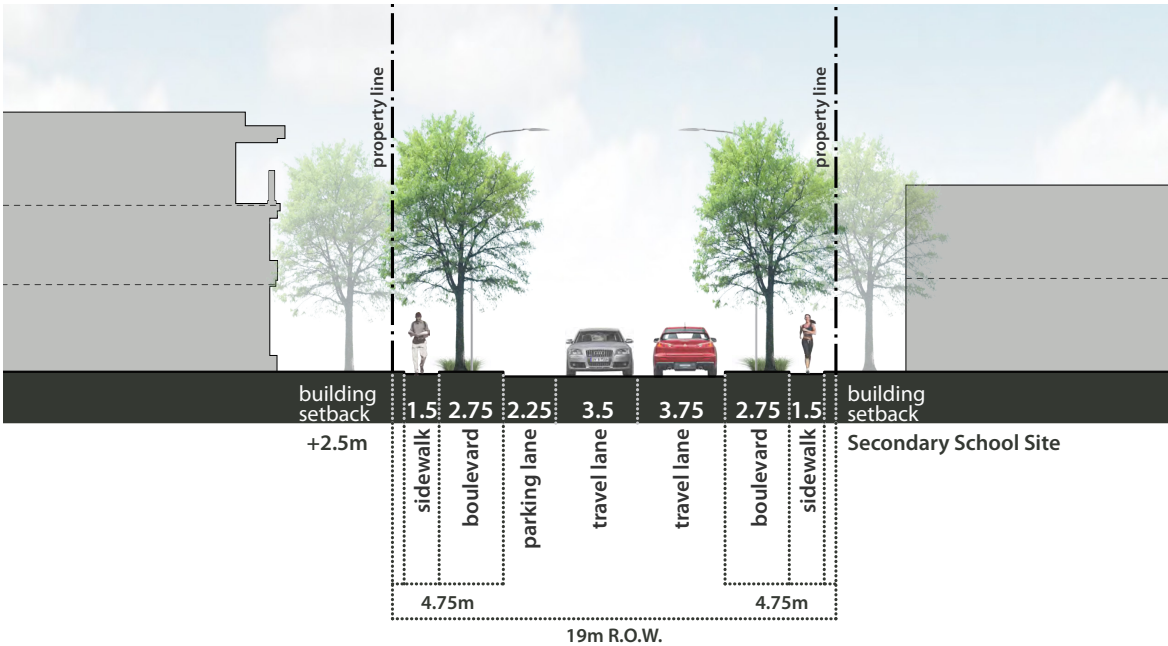 property line
property line
building
setback
1.5
2.75
2.25
3.5
3.75
2.75
1.5
building
setback
+2.5m
sidewalk
boulevard
parking lane
travel lane
travel lane
boulevard
sidewalk
Secondary School Site
4.75m
4.75m
19m R.O.W.